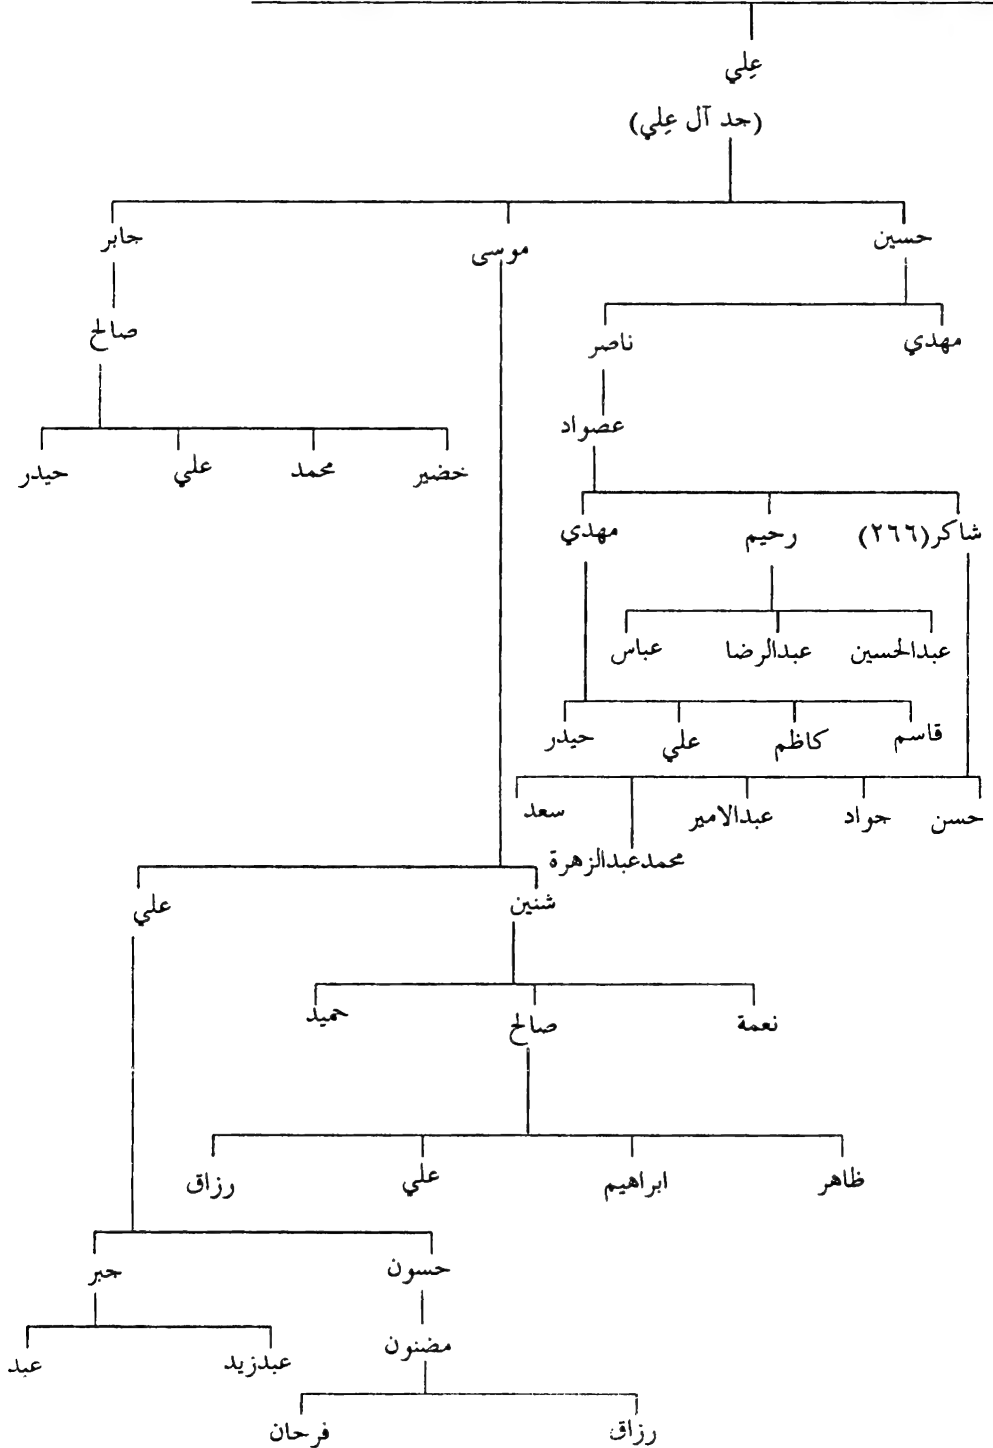 عِلي
(جد آل عِلي)
حسين موسى جابر
مهدي ناصر صالح
عصواد
خضير محمد علي حيدر
شاكر(٢٦٦) رحيم مهدي
عبدالحسين عبدالرضا عباس
قاسم كاظم علي حيدر
حسن جواد عبدالامير سعد
محمدعبدالزهرة
شنين علي
نعمة صالح حميد
ظاهر ابراهيم علي رزاق
حسون جبر
مضنون
عبدزيد عبد
رزاق فرحان